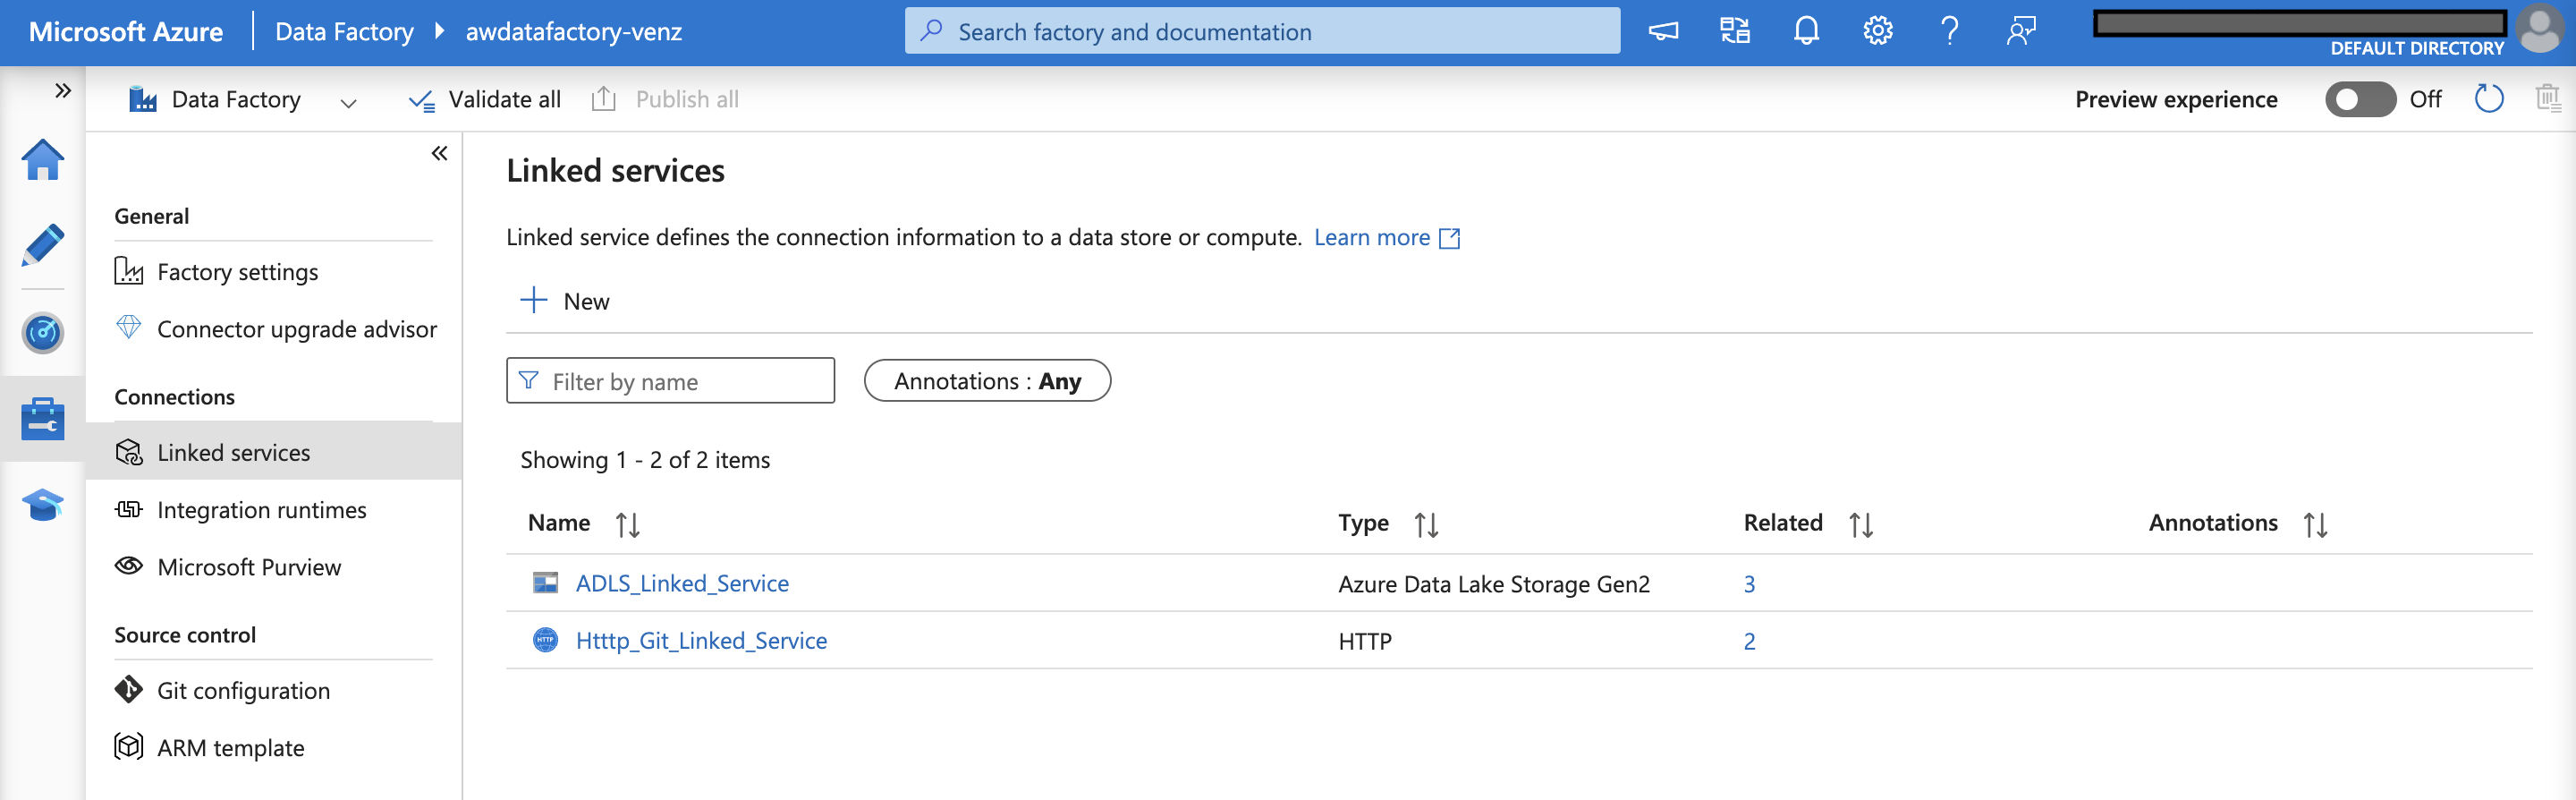 Microsoft Azure Data Factory awdatafactory-venz Search factory and documentation
DEFAULT DIRECTORY
Data Factory Validate all Publish all Preview experience Off
General
Factory settings
Connector upgrade advisor
Connections
Linked services
Integration runtimes
Microsoft Purview
Source control
Git configuration
ARM template
Linked services
Linked service defines the connection information to a data store or compute. Learn more
New
Filter by name Annotations : Any
Showing 1 - 2 of 2 items
Name Type Related Annotations
ADLS_Linked_Service Azure Data Lake Storage Gen2 3
HTTP Htttp_Git_Linked_Service HTTP 2